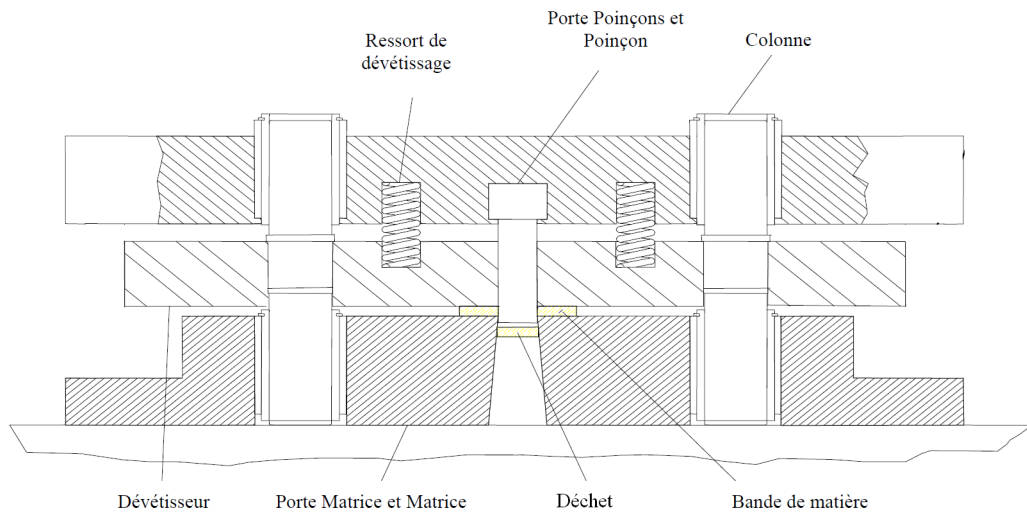 Porte Poinçons et
Poinçon
Ressort de
dévétissage
Colonne
Dévétisseur
Porte Matrice et Matrice
Déchet
Bande de matière